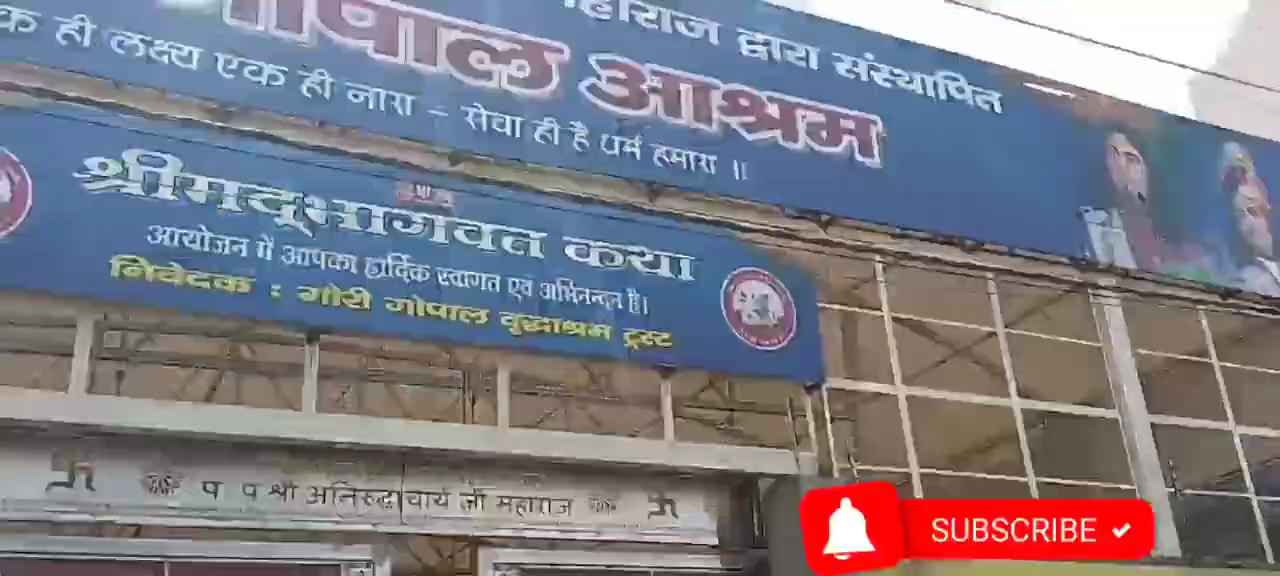 द्वारा संस्थापित
आश्रम
ही लक्ष्य एक ही नारा - सेवा ही है धर्म हमारा ॥
श्रीमद्भागवत कथा
आयोजन में आपका हार्दिक स्वागत एवं अभिनन्दन है।
निवेदक : गौरी गोपाल वृद्धाश्रम ट्रस्ट
प पू श्री अनिरुद्धाचार्य जी महाराज
SUBSCRIBE